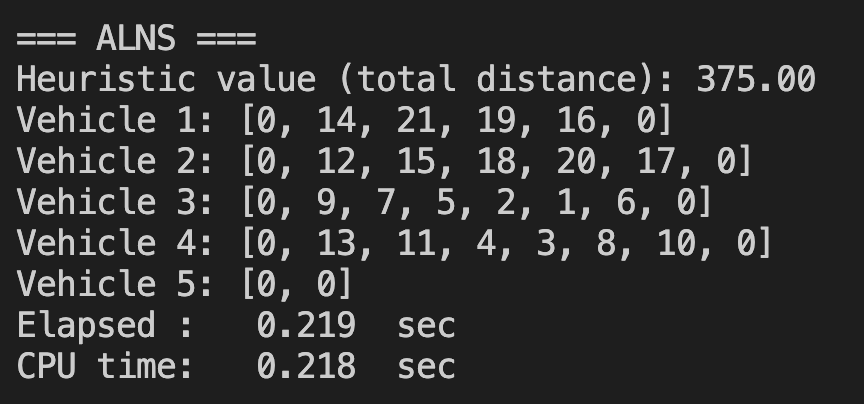 === ALNS ===
Heuristic value (total distance): 375.00
Vehicle 1: [0, 14, 21, 19, 16, 0]
Vehicle 2: [0, 12, 15, 18, 20, 17, 0]
Vehicle 3: [0, 9, 7, 5, 2, 1, 6, 0]
Vehicle 4: [0, 13, 11, 4, 3, 8, 10, 0]
Vehicle 5: [0, 0]
Elapsed :   0.219  sec
CPU time:   0.218  sec